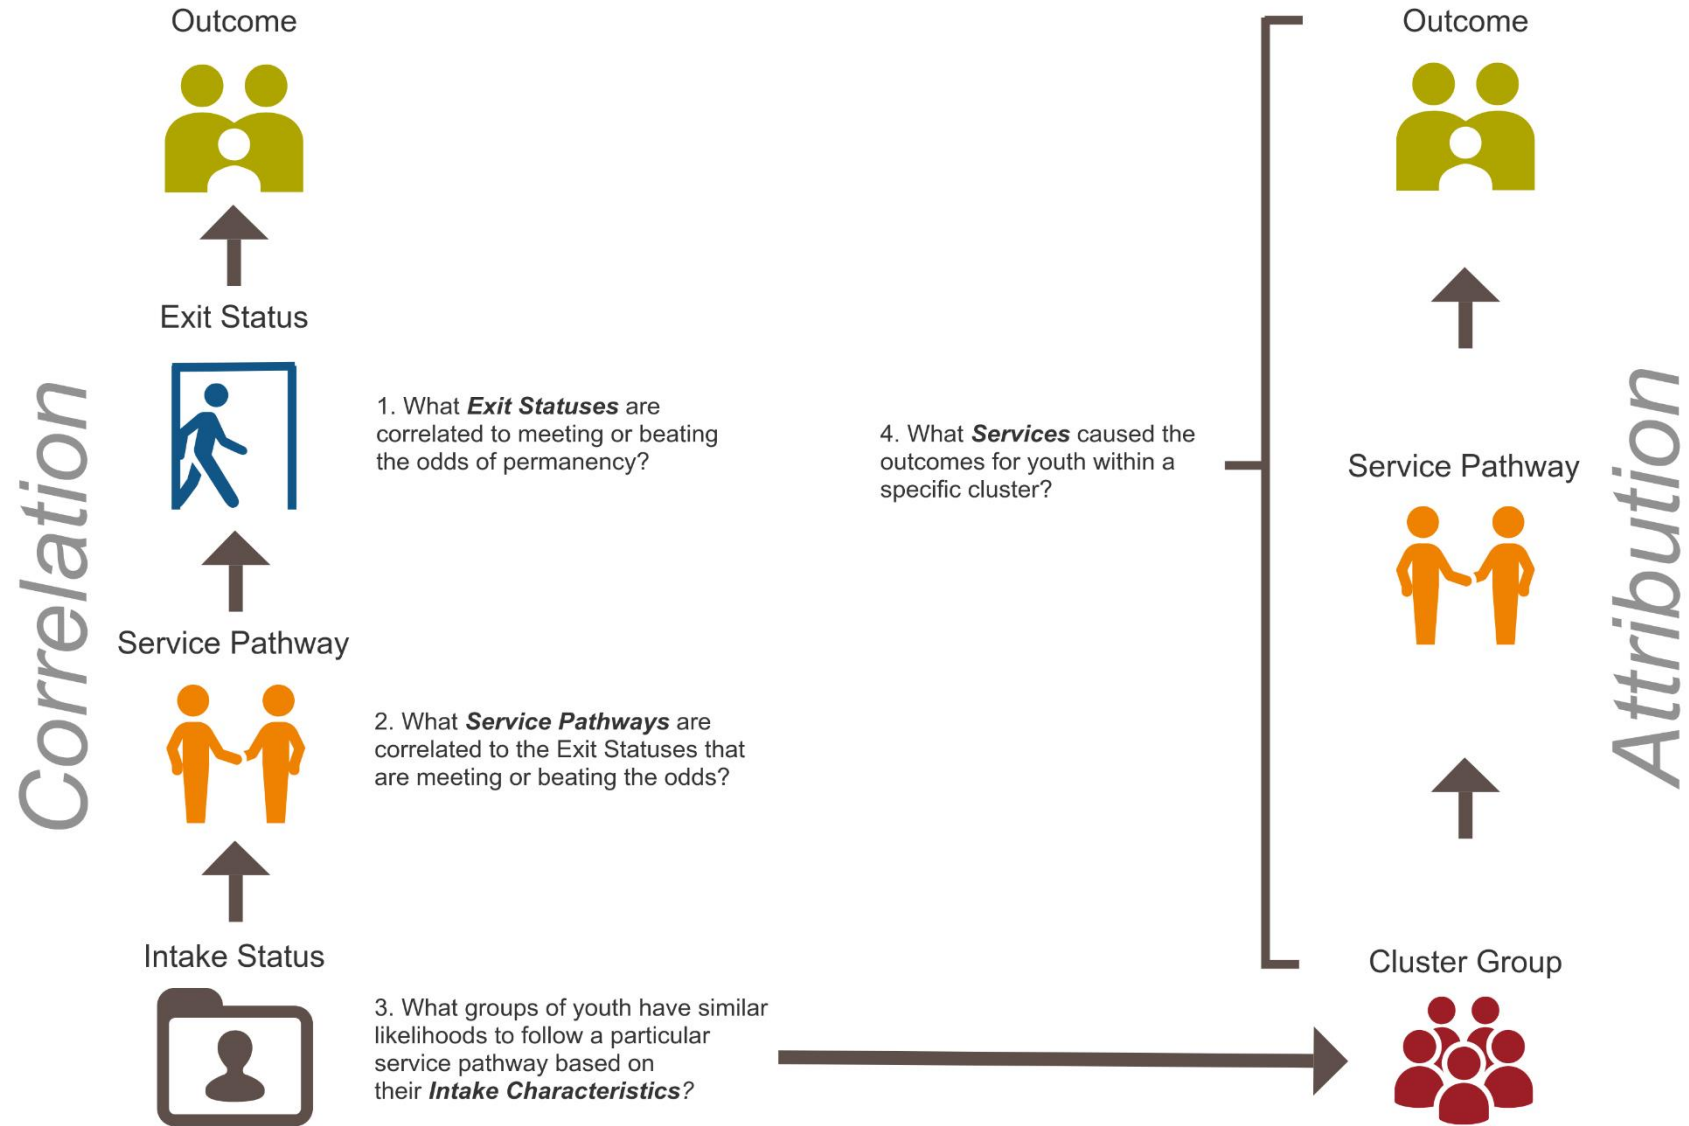 Outcome
Exit Status
1. What Exit Statuses are
correlated to meeting or beating
the odds of permanency?
Service Pathway
2. What Service Pathways are
correlated to the Exit Statuses that
are meeting or beating the odds?
Intake Status
3. What groups of youth have similar
likelihoods to follow a particular
service pathway based on
their Intake Characteristics?
Correlation
4. What Services caused the
outcomes for youth within a
specific cluster?
Outcome
Service Pathway
Cluster Group
Attribution